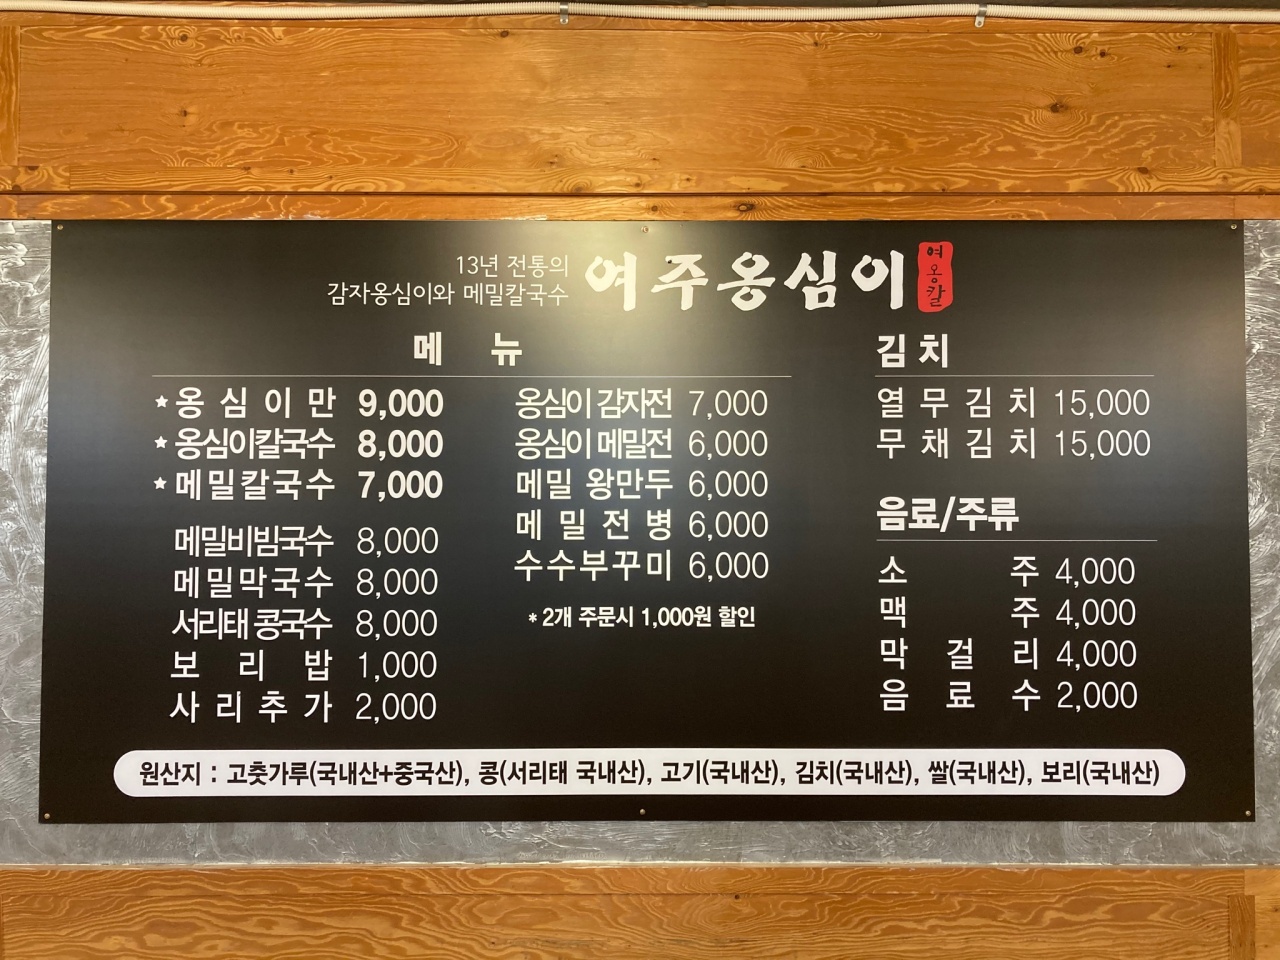 13년 전통의
감자옹심이와 메밀칼국수
여주옹심이
여옹칼
메 뉴
★ 옹심이만 9,000
★ 옹심이칼국수 8,000
★ 메밀칼국수 7,000
메밀비빔국수 8,000
메밀막국수 8,000
서리태 콩국수 8,000
보리밥 1,000
사리추가 2,000
옹심이 감자전 7,000
옹심이 메밀전 6,000
메밀 왕만두 6,000
메밀전병 6,000
수수부꾸미 6,000
* 2개 주문시 1,000원 할인
김치
열무김치 15,000
무채김치 15,000
음료/주류
소주 4,000
맥주 4,000
막걸리 4,000
음료수 2,000
원산지 : 고춧가루(국내산+중국산), 콩(서리태 국내산), 고기(국내산), 김치(국내산), 쌀(국내산), 보리(국내산)